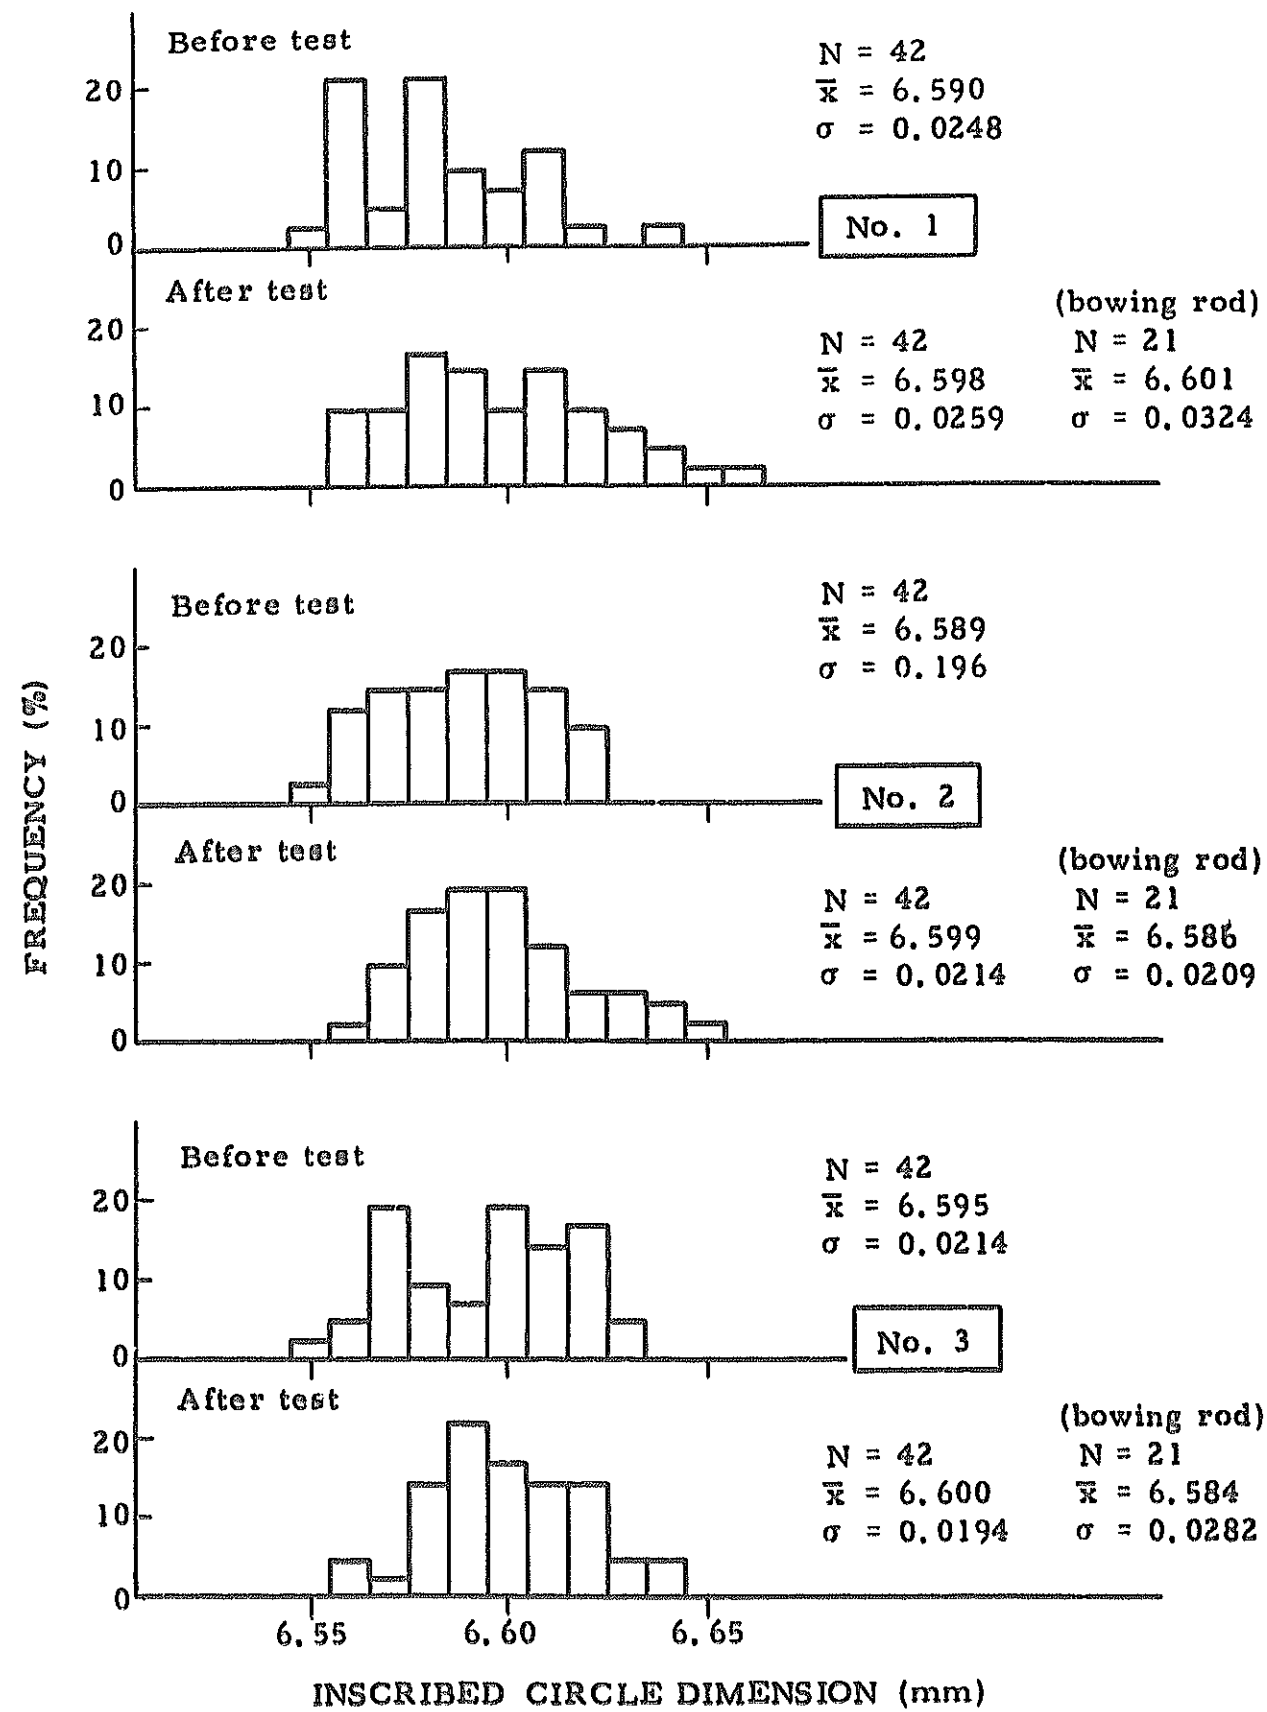 Before test
N = 42
x̄ = 6.590
σ = 0.0248
20
10
0
No. 1
After test
(bowing rod)
N = 42
x̄ = 6.598
σ = 0.0259
N = 21
x̄ = 6.601
σ = 0.0324
20
10
0
Before test
N = 42
x̄ = 6.589
σ = 0.196
20
10
0
No. 2
After test
(bowing rod)
N = 42
x̄ = 6.599
σ = 0.0214
N = 21
x̄ = 6.586
σ = 0.0209
20
10
0
FREQUENCY (%)
Before test
N = 42
x̄ = 6.595
σ = 0.0214
20
10
0
No. 3
After test
(bowing rod)
N = 42
x̄ = 6.600
σ = 0.0194
N = 21
x̄ = 6.584
σ = 0.0282
20
10
0
6.55 6.60 6.65
INSCRIBED CIRCLE DIMENSION (mm)